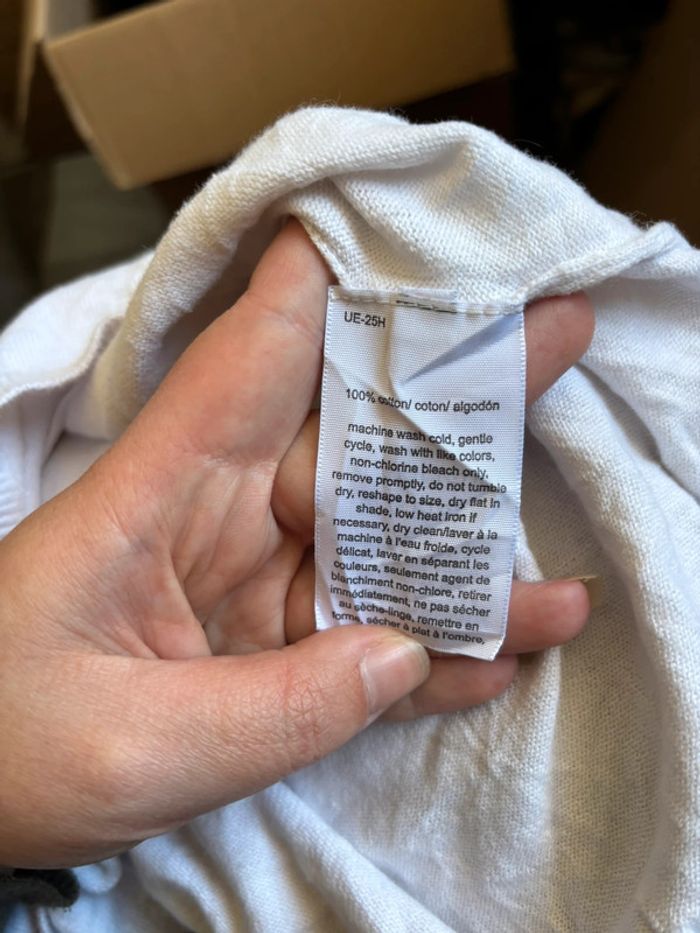 UE-25H
100% cotton/ coton/ algodón
machine wash cold, gentle
cycle, wash with like colors,
non-chlorine bleach only,
remove promptly, do not tumble
dry, reshape to size, dry flat in
shade, low heat iron if
necessary, dry clean/laver à la
machine à l'eau froide, cycle
délicat, laver en séparant les
couleurs, seulement agent de
blanchiment non-chlore, retirer
immédiatement, ne pas sécher
au sèche-linge, remettre en
forme, sécher à plat à l'ombre,